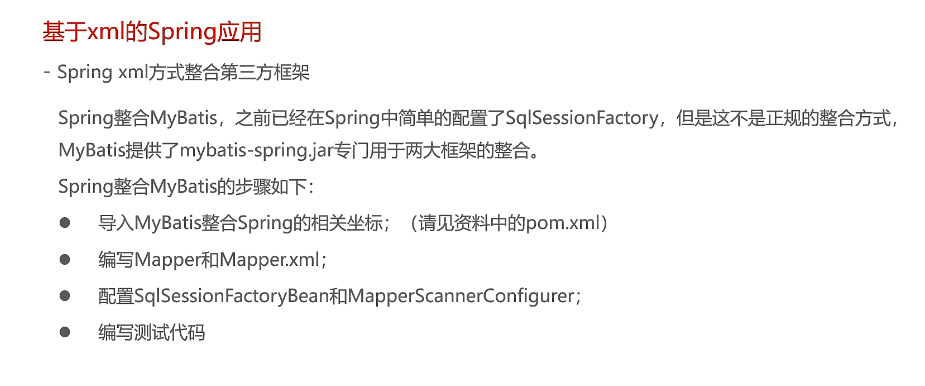 基于xml的Spring应用
- Spring xml方式整合第三方框架
Spring整合MyBatis，之前已经在Spring中简单的配置了SqlSessionFactory，但是这不是正规的整合方式，
MyBatis提供了mybatis-spring.jar专门用于两大框架的整合。
Spring整合MyBatis的步骤如下：
● 导入MyBatis整合Spring的相关坐标；（请见资料中的pom.xml）
● 编写Mapper和Mapper.xml；
● 配置SqlSessionFactoryBean和MapperScannerConfigurer；
● 编写测试代码